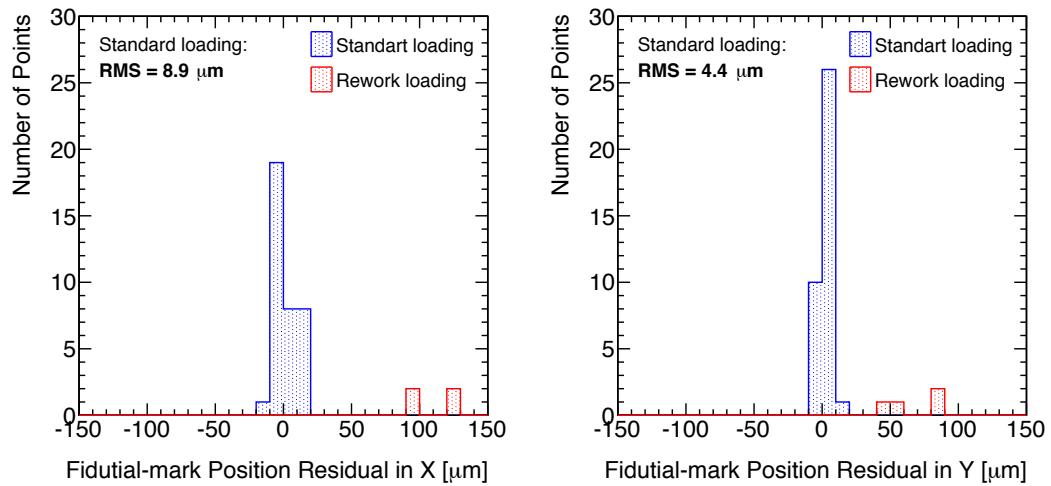 Number of Points
30
25
20
15
10
5
0
Standard loading:
RMS = 8.9 μm
Standart loading
Rework loading
-150 -100 -50 0 50 100 150
Fidutial-mark Position Residual in X [μm]
Number of Points
30
25
20
15
10
5
0
Standard loading:
RMS = 4.4 μm
Standart loading
Rework loading
-150 -100 -50 0 50 100 150
Fidutial-mark Position Residual in Y [μm]